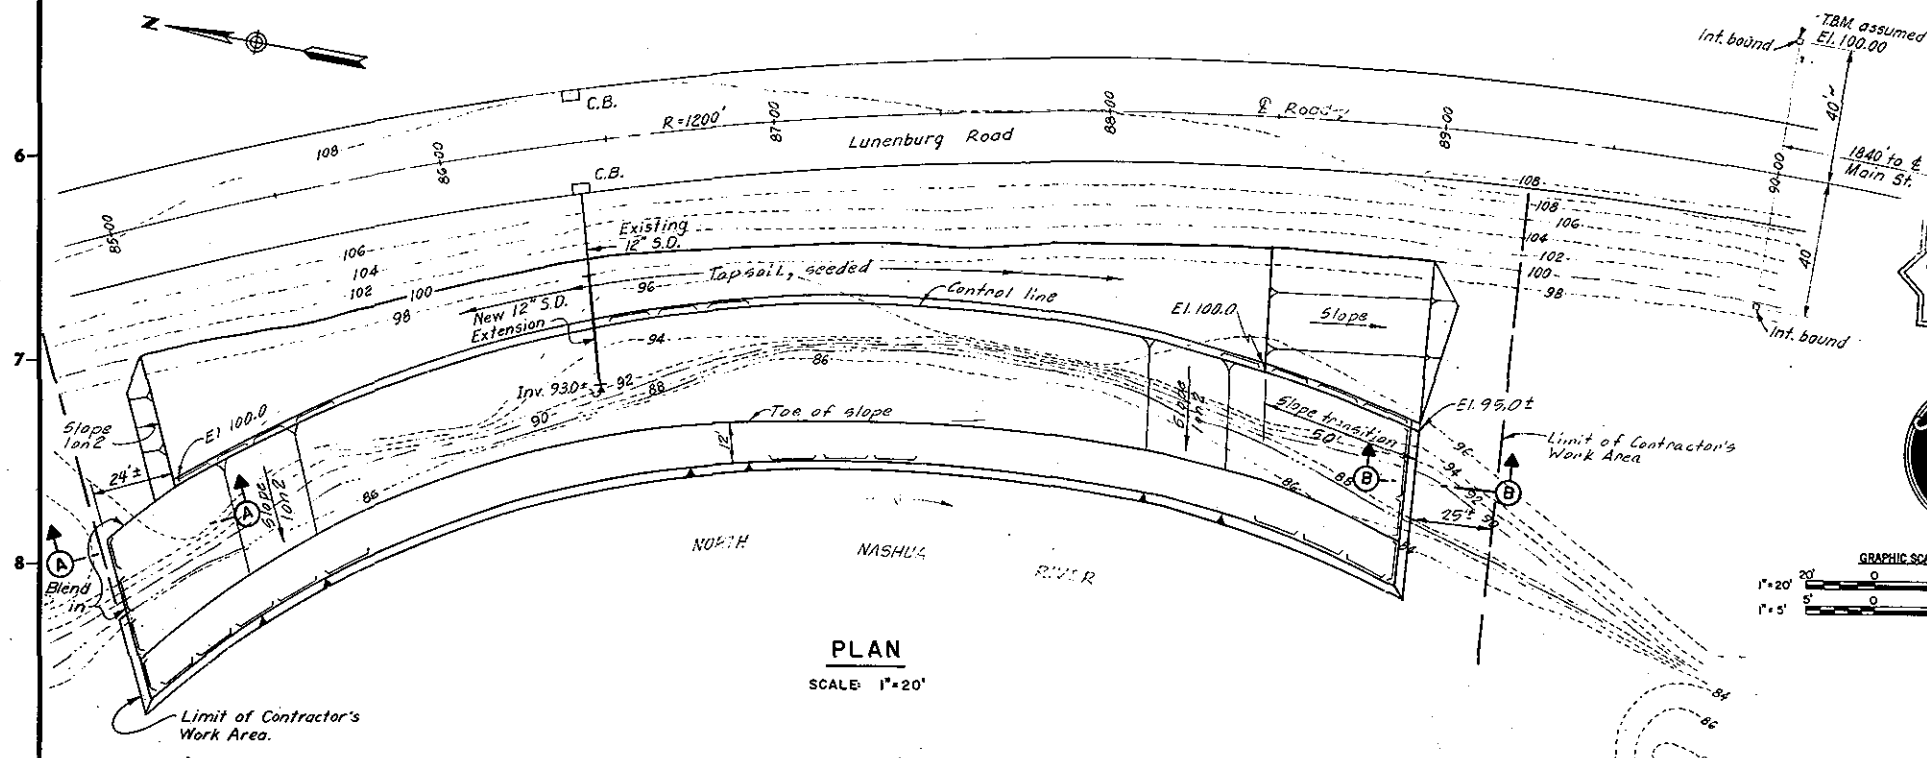 N
T.B.M. assumed
El. 100.00
Int. bound
C.B.
R=1200'
87+00
88+00
℄ Road
89+00
40'~
108
86+00
Lunenburg Road
6
90+00
1840' to ℄
Main St.
C.B.
108
108
106
104
102
100
98
85+00
106
104
102
100
98
Existing
12" S.D.
Topsoil, seeded
96
40
New 12" S.D.
Extension
Control line
El. 100.0
Slope
Int. bound
7
94
86
Inv. 93.0±
92
88
90
Toe of slope
12'
Slope
1 on 2
Slope transition
50'
El. 95.0±
Slope
1 on 2
El. 100.0
24'±
96
94
92
90
Limit of Contractor's
Work Area
86
86
88
B
B
25'±
84
A
Slope
1 on 2
8
A
Blend
in
NORTH NASHUA RIVER
GRAPHIC SCA
1"=20'
20'
0
1"=5'
5'
0
PLAN
SCALE: 1"=20'
84
86
Limit of Contractor's
Work Area.